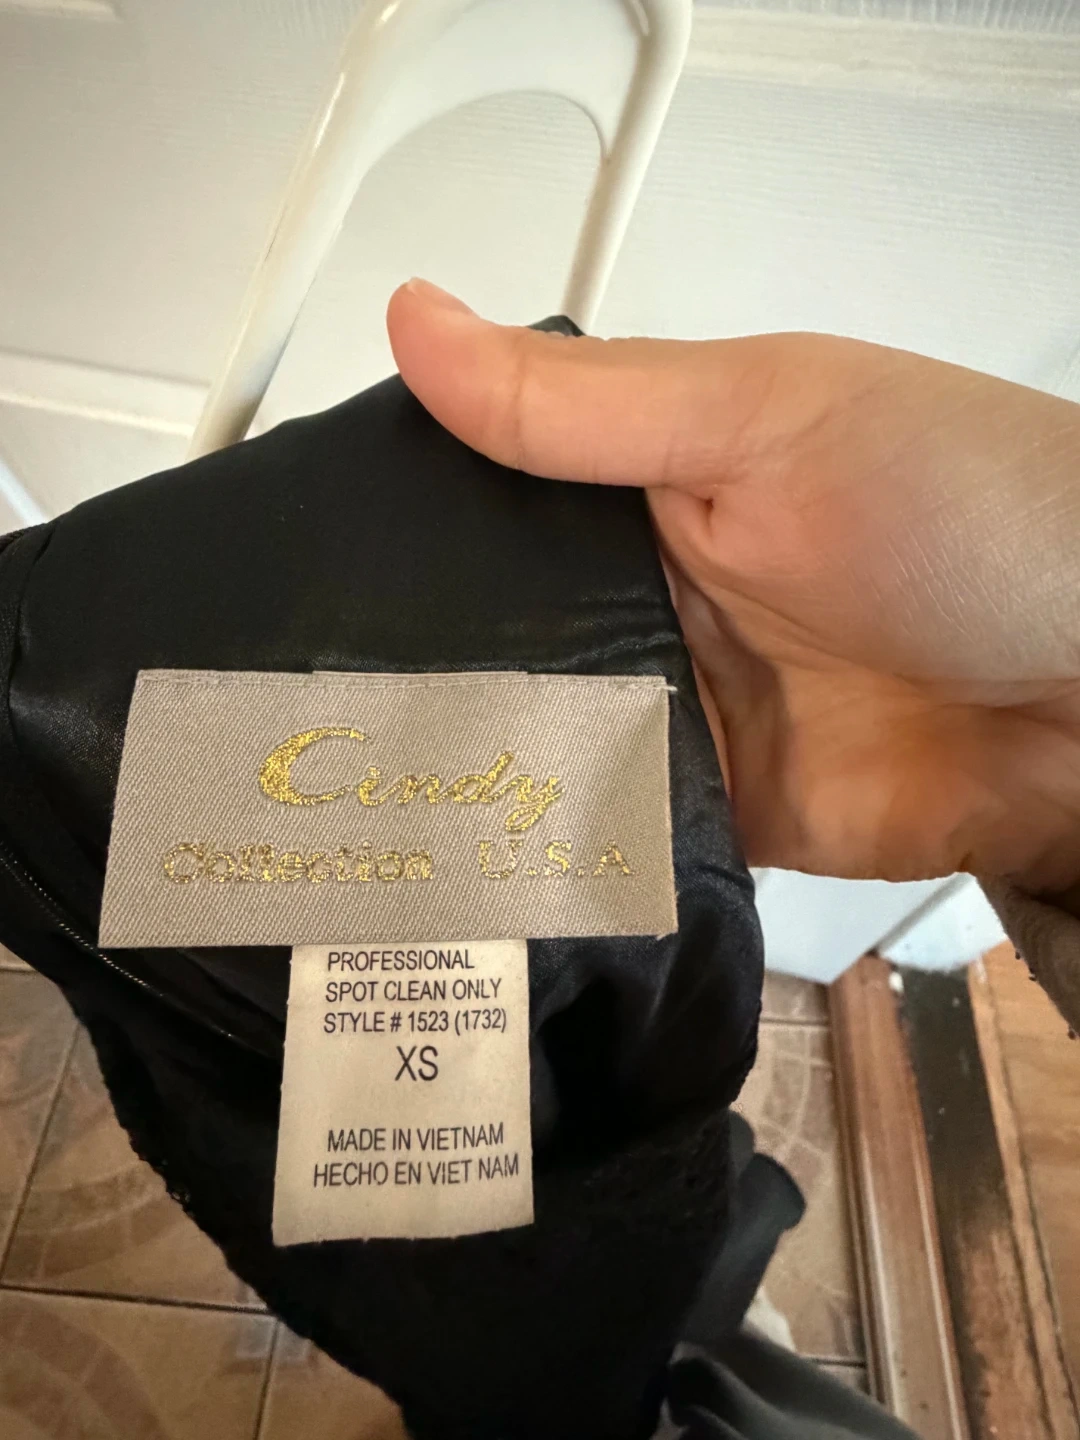 Cindy
Collection U.S.A
PROFESSIONAL
SPOT CLEAN ONLY
STYLE # 1523 (1732)
XS
MADE IN VIETNAM
HECHO EN VIET NAM